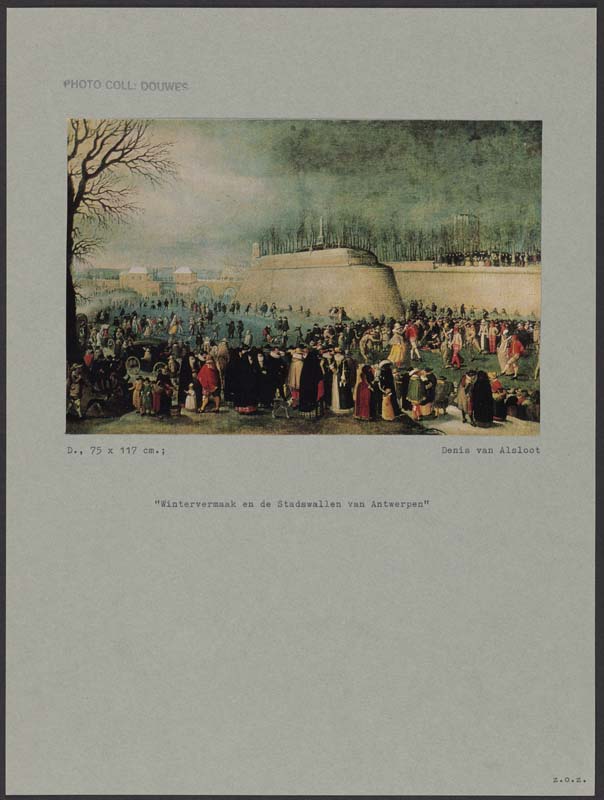 PHOTO COLL: DOUWES
D., 75 x 117 cm.;
Denis van Alsloot
"Wintervermaak en de Stadswallen van Antwerpen"
z.o.z.